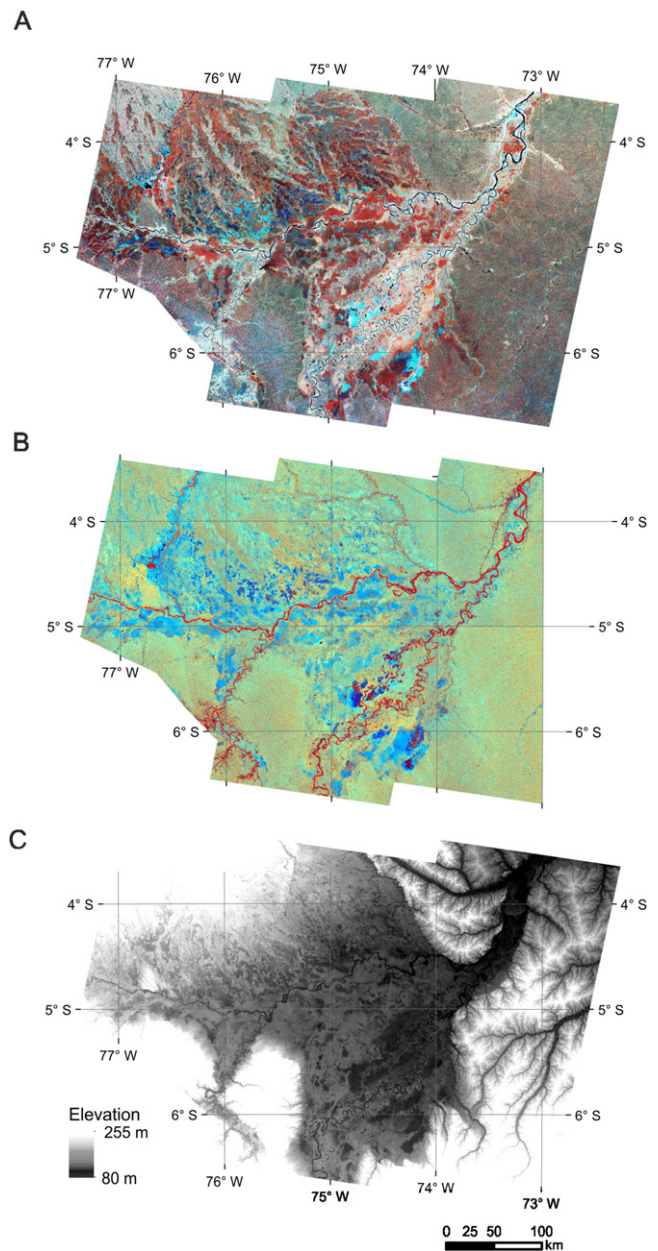 A
77° W 76° W 75° W 74° W 73° W
4° S 4° S
5° S 5° S
77° W
6° S 6° S
B
4° S 4° S
5° S 5° S
77° W
6° S 6° S
C
4° S 4° S
5° S 5° S
77° W
6° S 6° S
Elevation
255 m
80 m
76° W 75° W 74° W 73° W
0 25 50 100
km